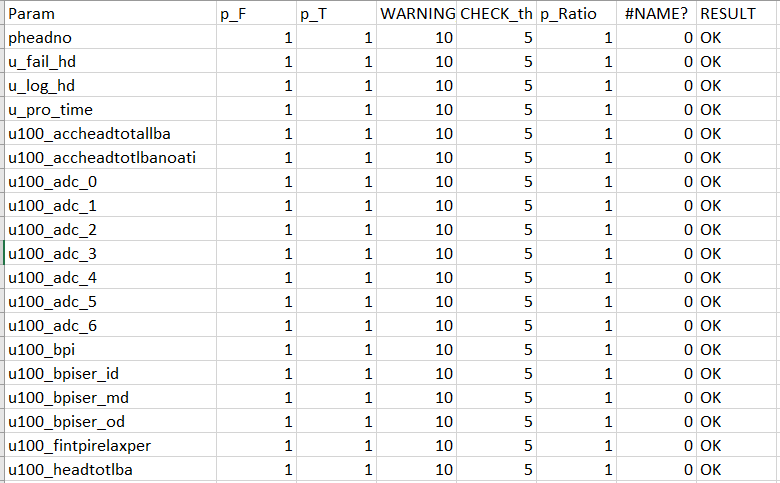 Param p_F p_T WARNING CHECK_th p_Ratio #NAME? RESULT
pheadno 1 1 10 5 1 0 OK
u_fail_hd 1 1 10 5 1 0 OK
u_log_hd 1 1 10 5 1 0 OK
u_pro_time 1 1 10 5 1 0 OK
u100_accheadtotallba 1 1 10 5 1 0 OK
u100_accheadtotlbanoati 1 1 10 5 1 0 OK
u100_adc_0 1 1 10 5 1 0 OK
u100_adc_1 1 1 10 5 1 0 OK
u100_adc_2 1 1 10 5 1 0 OK
u100_adc_3 1 1 10 5 1 0 OK
u100_adc_4 1 1 10 5 1 0 OK
u100_adc_5 1 1 10 5 1 0 OK
u100_adc_6 1 1 10 5 1 0 OK
u100_bpi 1 1 10 5 1 0 OK
u100_bpiser_id 1 1 10 5 1 0 OK
u100_bpiser_md 1 1 10 5 1 0 OK
u100_bpiser_od 1 1 10 5 1 0 OK
u100_fintpirelaxper 1 1 10 5 1 0 OK
u100_headtotlba 1 1 10 5 1 0 OK